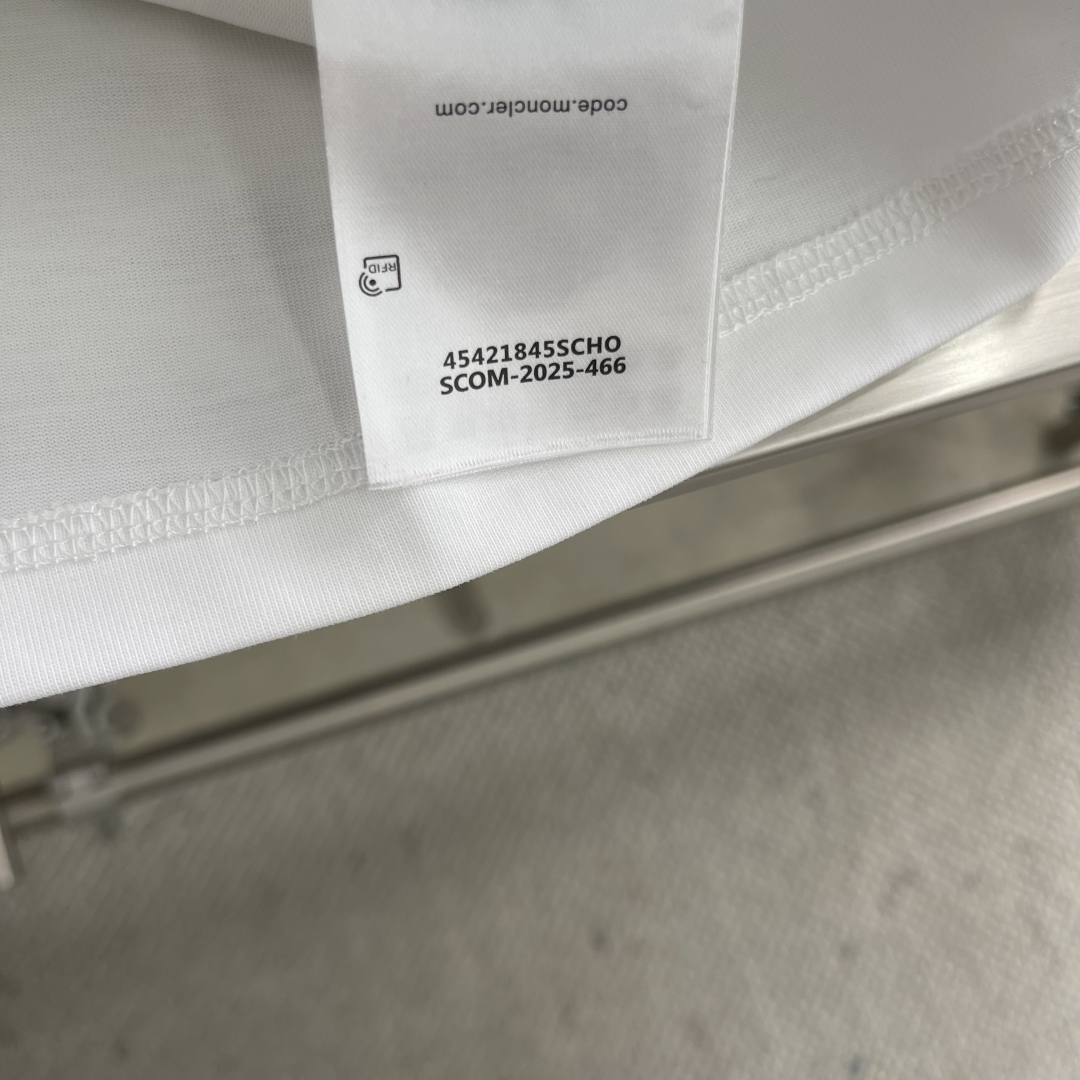 code.moncler.com
RFID
45421845SCHO
SCOM-2025-466